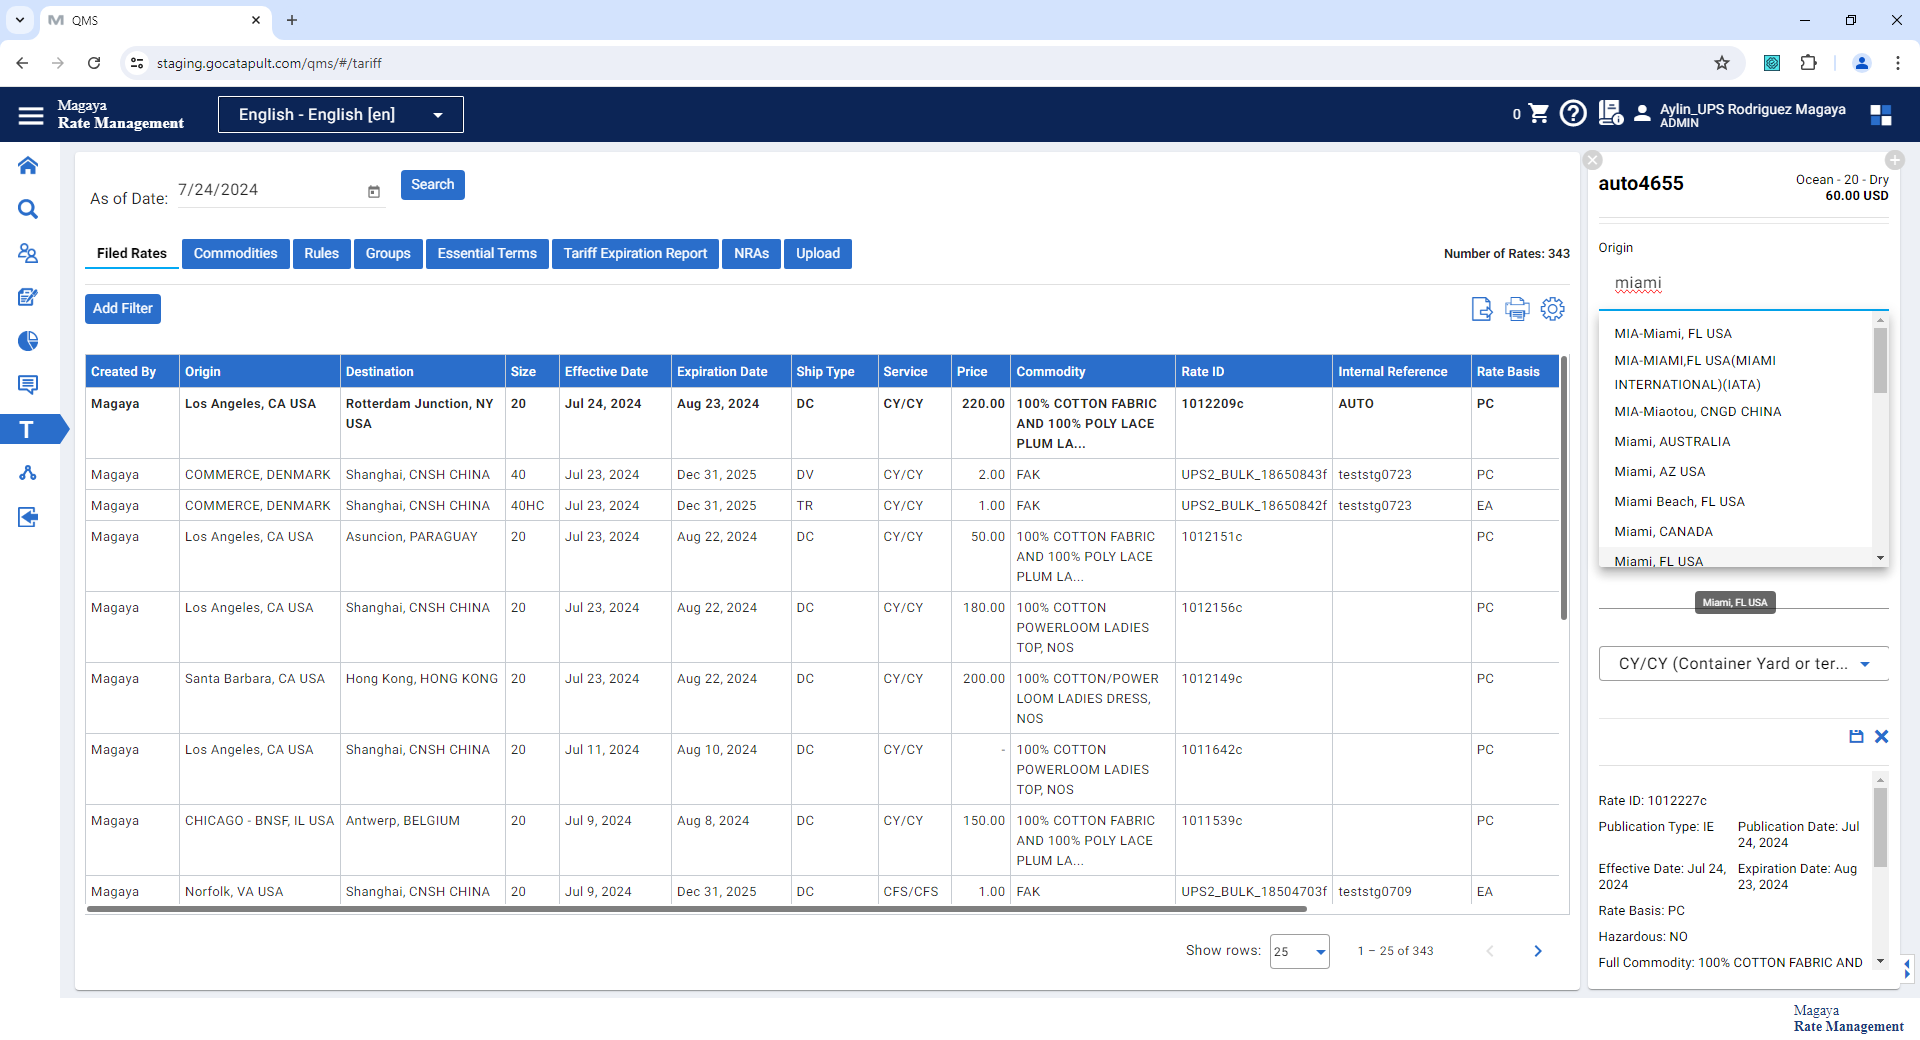 QMS
staging.gocatapult.com/qms/#/tariff
Magaya
Rate Management
English - English [en]
0
Aylin_UPS Rodriguez Magaya
ADMIN
As of Date:
7/24/2024
Search
Filed Rates
Commodities
Rules
Groups
Essential Terms
Tariff Expiration Report
NRAs
Upload
Number of Rates: 343
Add Filter
Created By Origin Destination Size Effective Date Expiration Date Ship Type Service Price Commodity Rate ID Internal Reference Rate Basis
Magaya Los Angeles, CA USA Rotterdam Junction, NY 20 Jul 24, 2024 Aug 23, 2024 DC CY/CY 220.00 100% COTTON FABRIC 1012209c AUTO PC
USA AND 100% POLY LACE
PLUM LA...
Magaya COMMERCE, DENMARK Shanghai, CNSH CHINA 40 Jul 23, 2024 Dec 31, 2025 DV CY/CY 2.00 FAK UPS2_BULK_18650843f teststg0723 PC
Magaya COMMERCE, DENMARK Shanghai, CNSH CHINA 40HC Jul 23, 2024 Dec 31, 2025 TR CY/CY 1.00 FAK UPS2_BULK_18650842f teststg0723 EA
Magaya Los Angeles, CA USA Asuncion, PARAGUAY 20 Jul 23, 2024 Aug 22, 2024 DC CY/CY 50.00 100% COTTON FABRIC 1012151c PC
AND 100% POLY LACE
PLUM LA...
Magaya Los Angeles, CA USA Shanghai, CNSH CHINA 20 Jul 23, 2024 Aug 22, 2024 DC CY/CY 180.00 100% COTTON 1012156c PC
POWERLOOM LADIES
TOP, NOS
Magaya Santa Barbara, CA USA Hong Kong, HONG KONG 20 Jul 23, 2024 Aug 22, 2024 DC CY/CY 200.00 100% COTTON/POWER 1012149c PC
LOOM LADIES DRESS,
NOS
Magaya Los Angeles, CA USA Shanghai, CNSH CHINA 20 Jul 11, 2024 Aug 10, 2024 DC CY/CY - 100% COTTON 1011642c PC
POWERLOOM LADIES
TOP, NOS
Magaya CHICAGO - BNSF, IL USA Antwerp, BELGIUM 20 Jul 9, 2024 Aug 8, 2024 DC CY/CY 150.00 100% COTTON FABRIC 1011539c PC
AND 100% POLY LACE
PLUM LA...
Magaya Norfolk, VA USA Shanghai, CNSH CHINA 20 Jul 9, 2024 Dec 31, 2025 DC CFS/CFS 1.00 FAK UPS2_BULK_18504703f teststg0709 EA
Show rows: 25 1 – 25 of 343
auto4655
Ocean - 20 - Dry
60.00 USD
Origin
miami
MIA-Miami, FL USA
MIA-MIAMI,FL USA(MIAMI
INTERNATIONAL)(IATA)
MIA-Miaotou, CNGD CHINA
Miami, AUSTRALIA
Miami, AZ USA
Miami Beach, FL USA
Miami, CANADA
Miami, FL USA
Miami, FL USA
CY/CY (Container Yard or ter...
Rate ID: 1012227c
Publication Type: IE Publication Date: Jul
24, 2024
Effective Date: Jul 24, Expiration Date: Aug
2024 23, 2024
Rate Basis: PC
Hazardous: NO
Full Commodity: 100% COTTON FABRIC AND
Magaya
Rate Management
T